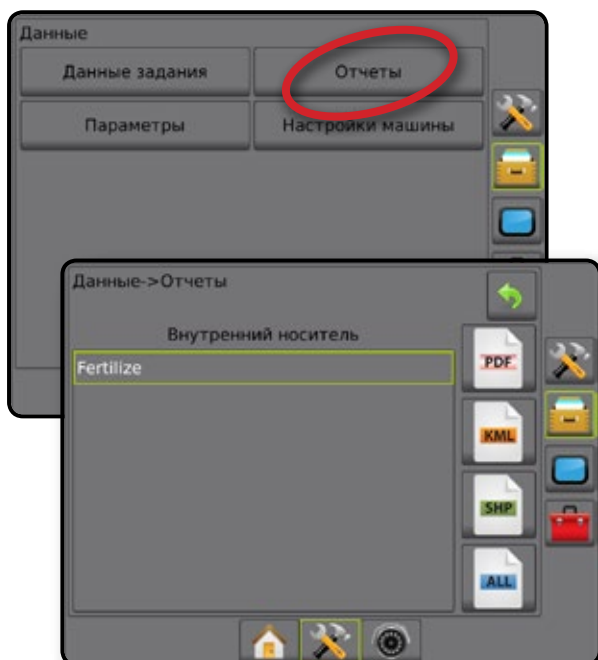 Данные
Данные задания
Отчеты
Параметры
Настройки машины
Данные->Отчеты
Внутренний носитель
Fertilize
PDF
KML
SHP
ALL